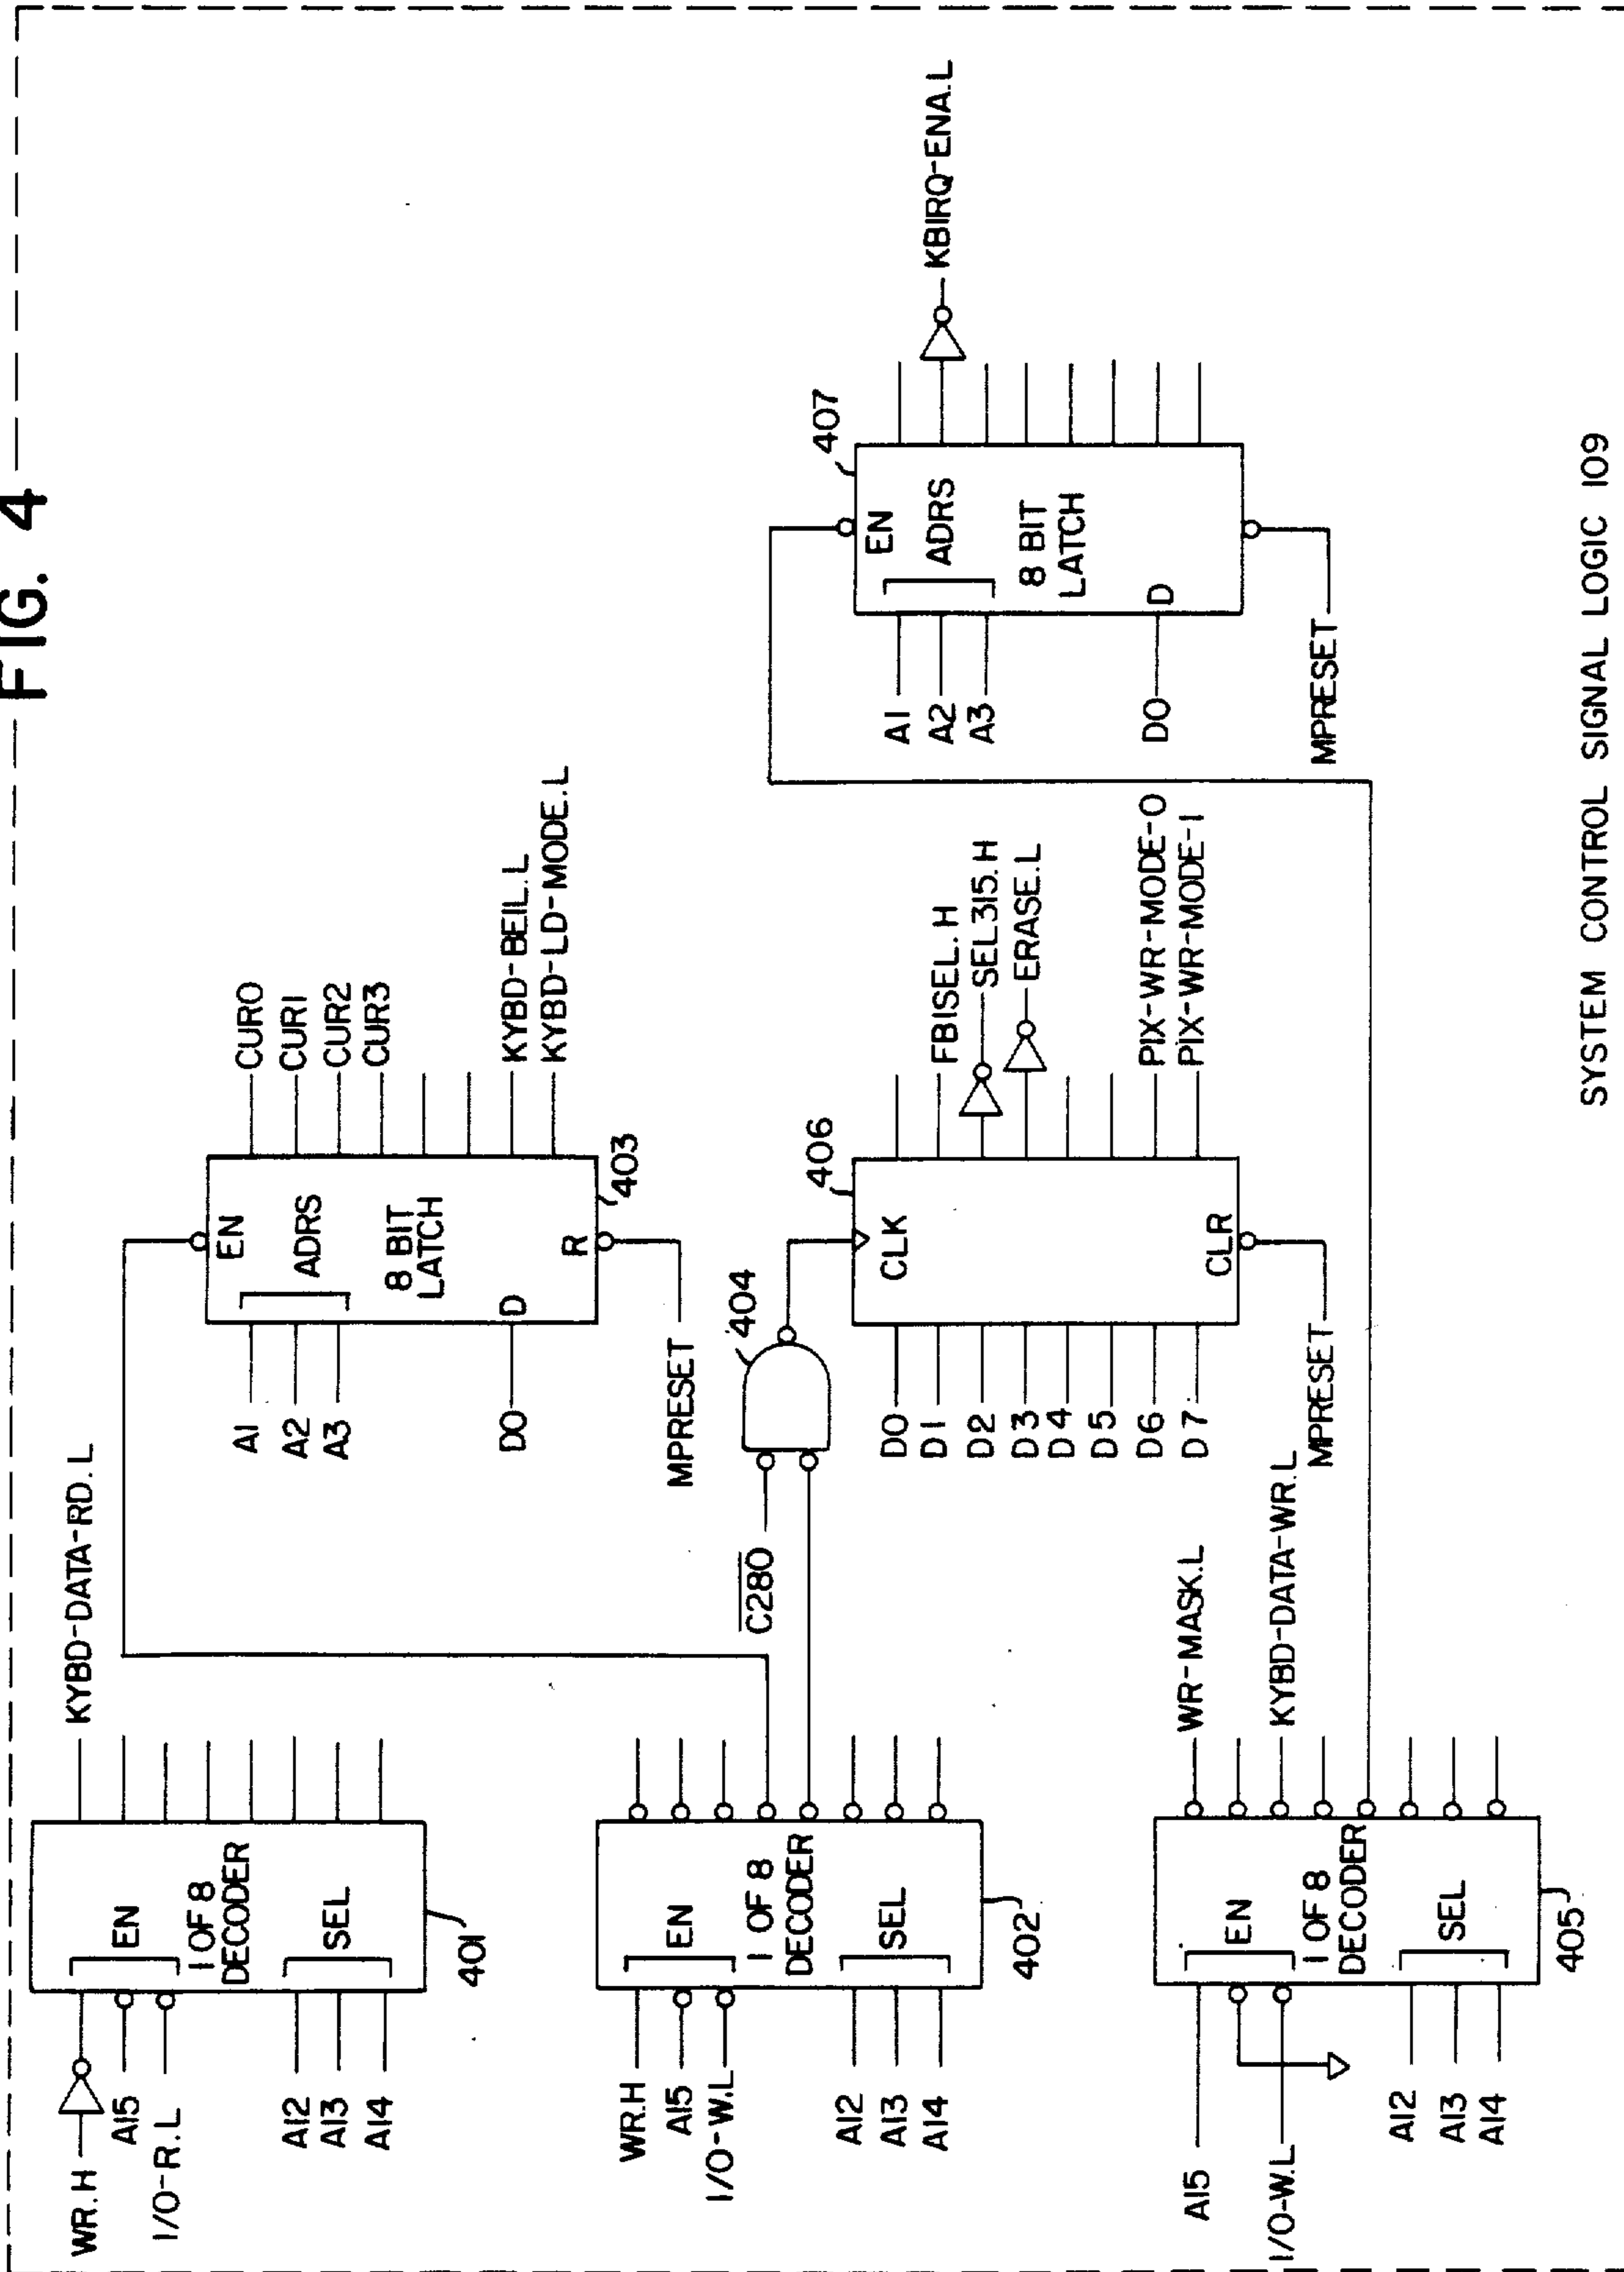 FIG. 4
WR.H
A15
I/O-R.L
A12
A13
A14
EN
1 OF 8
DECODER
SEL
401
KYBD-DATA-RD.L
A1
A2
A3
D0
EN
ADRS
8 BIT
LATCH
D
R
403
MPRESET
CUR0
CUR1
CUR2
CUR3
KYBD-BEIL.L
KYBD-LD-MODE.L
WR.H
A15
I/O-W.L
A12
A13
A14
EN
1 OF 8
DECODER
SEL
402
C280
404
D0
D1
D2
D3
D4
D5
D6
D7
CLK
CLR
406
MPRESET
FBISEL.H
SEL315.H
ERASE.L
PIX-WR-MODE-0
PIX-WR-MODE-1
A15
I/O-W.L
A12
A13
A14
EN
1 OF 8
DECODER
SEL
405
WR-MASK.L
KYBD-DATA-WR.L
A1
A2
A3
D0
EN
ADRS
8 BIT
LATCH
D
407
MPRESET
KBIRQ-ENA.L
SYSTEM CONTROL SIGNAL LOGIC 109